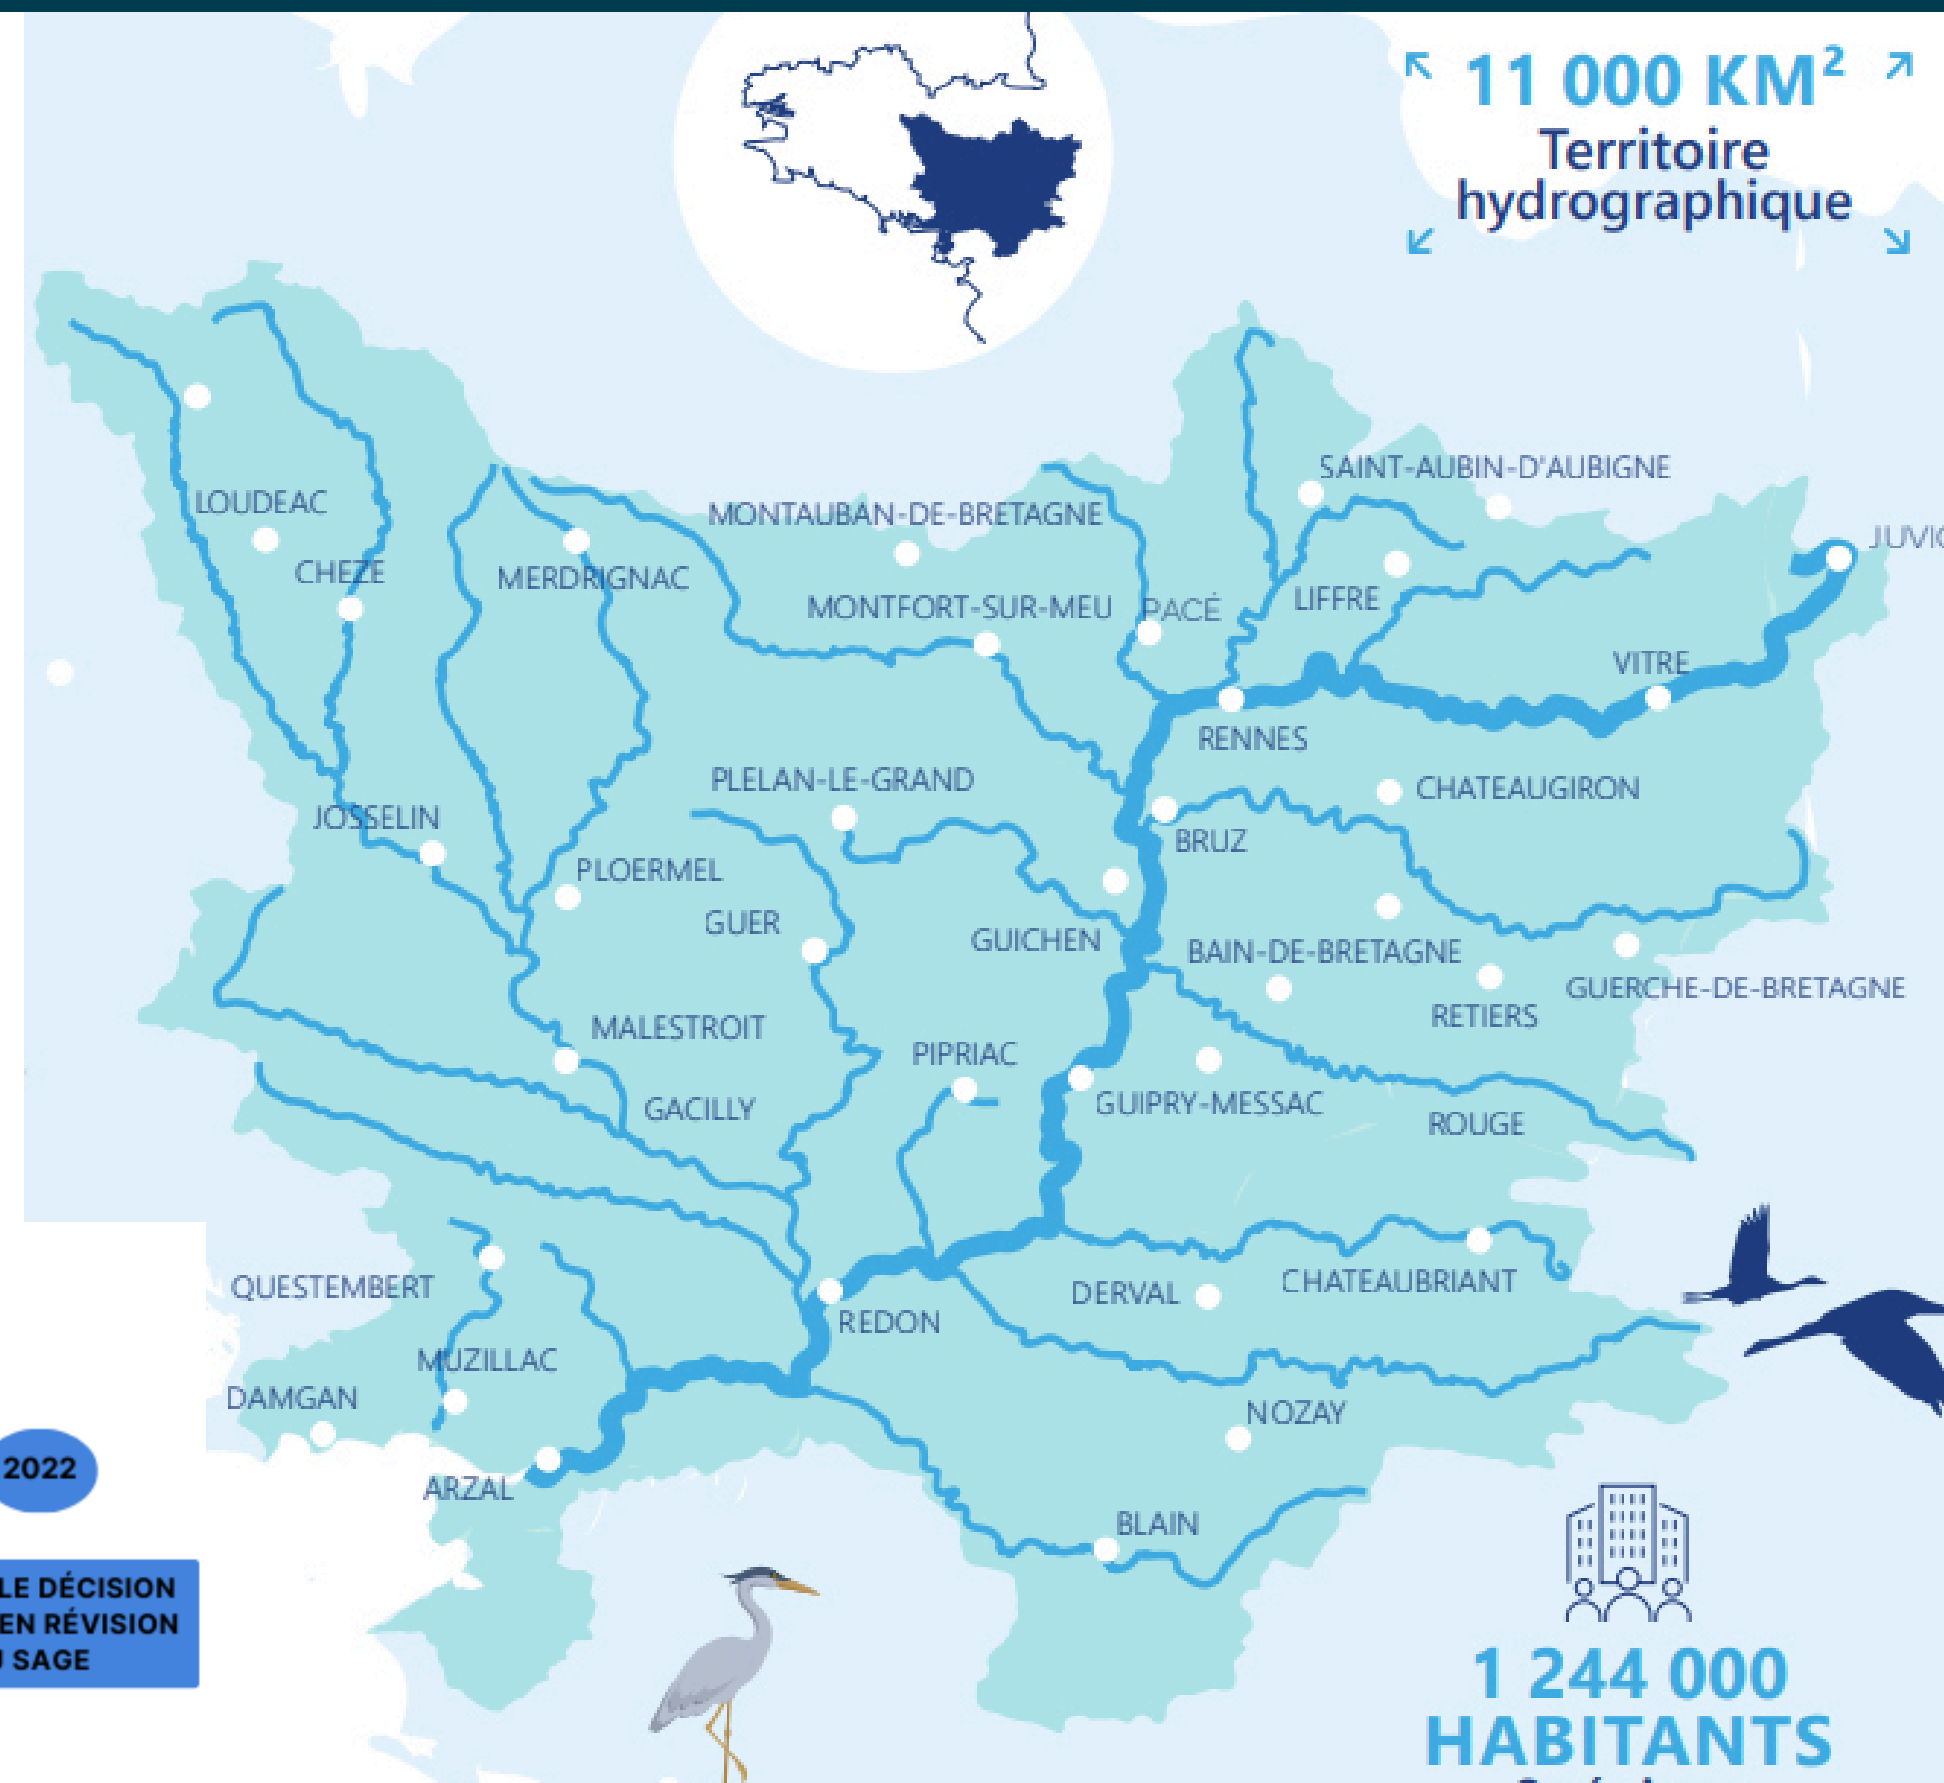 11 000 KM²
Territoire
hydrographique
SAINT-AUBIN-D'AUBIGNE
LOUDEAC
MONTAUBAN-DE-BRETAGNE
CHEZE
MERDRIGNAC
MONTFORT-SUR-MEU
PACÉ
LIFFRE
VITRE
RENNES
PLELAN-LE-GRAND
CHATEAUGIRON
JOSSELIN
BRUZ
PLOERMEL
GUER
GUICHEN
BAIN-DE-BRETAGNE
GUERCHE-DE-BRETAGNE
RETIERS
MALESTROIT
PIPRIAC
GACILLY
GUIPRY-MESSAC
ROUGE
QUESTEMBERT
DERVAL
CHATEAUBRIANT
REDON
MUZILLAC
DAMGAN
NOZAY
2022
ARZAL
BLAIN
LE DÉCISION
EN RÉVISION
SAGE
1 244 000
HABITANTS